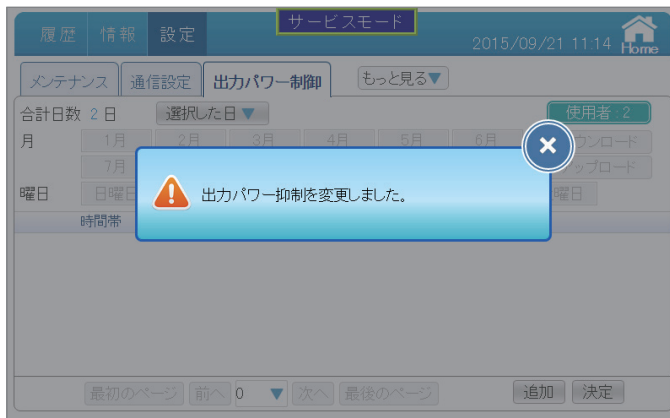 サービスモード
履歴 情報 設定
2015/09/21 11:14 Home
メンテナンス 通信設定 出力パワー制御 もっと見る▼
合計日数 2 日 選択した日▼ 使用者:2
月 1月 2月 3月 4月 5月 6月 ウンロード
7月 ップロード
出力パワー抑制を変更しました。
曜日 日曜日 曜日
時間帯
最初のページ 前へ 0 ▼ 次へ 最後のページ 追加 決定